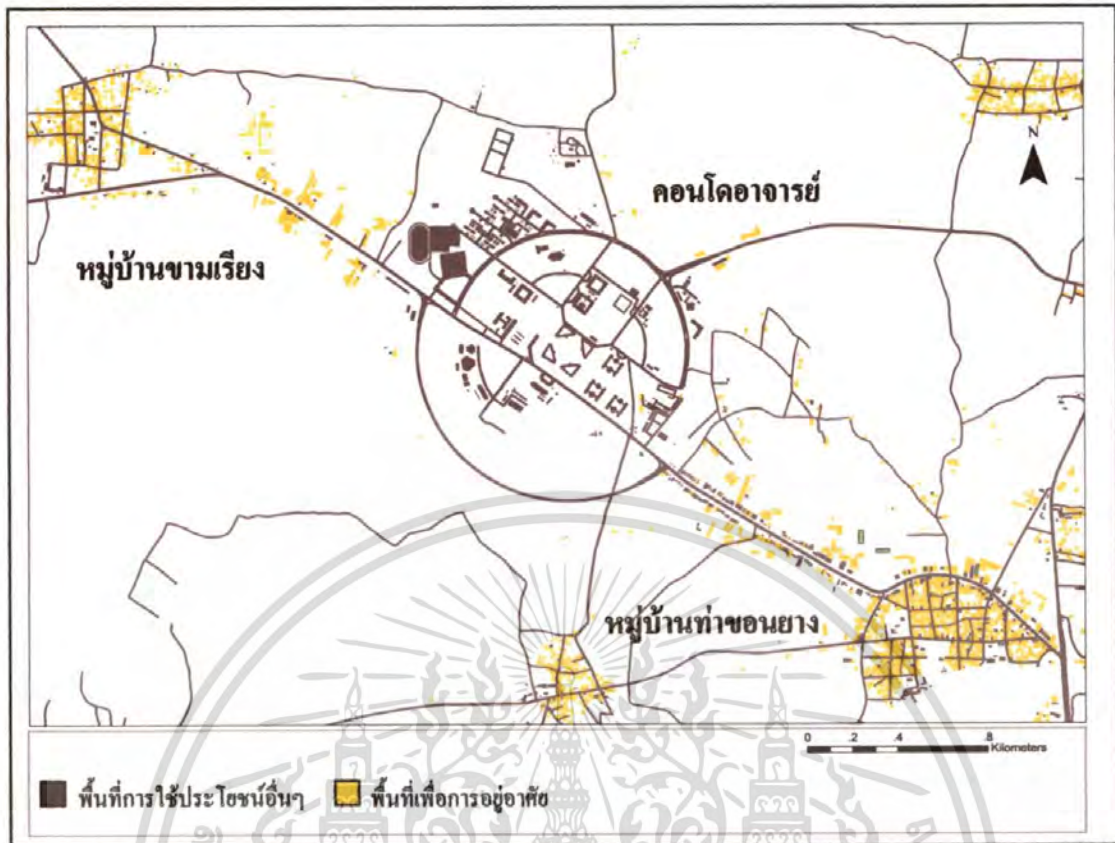 N
คอนโดอาจารย์
หมู่บ้านขามเรียง
หมู่บ้านท่าขอนยาง
0 .2 .4 .8
Kilometers
พื้นที่การใช้ประโยชน์อื่นๆ พื้นที่เพื่อการอยู่อาศัย